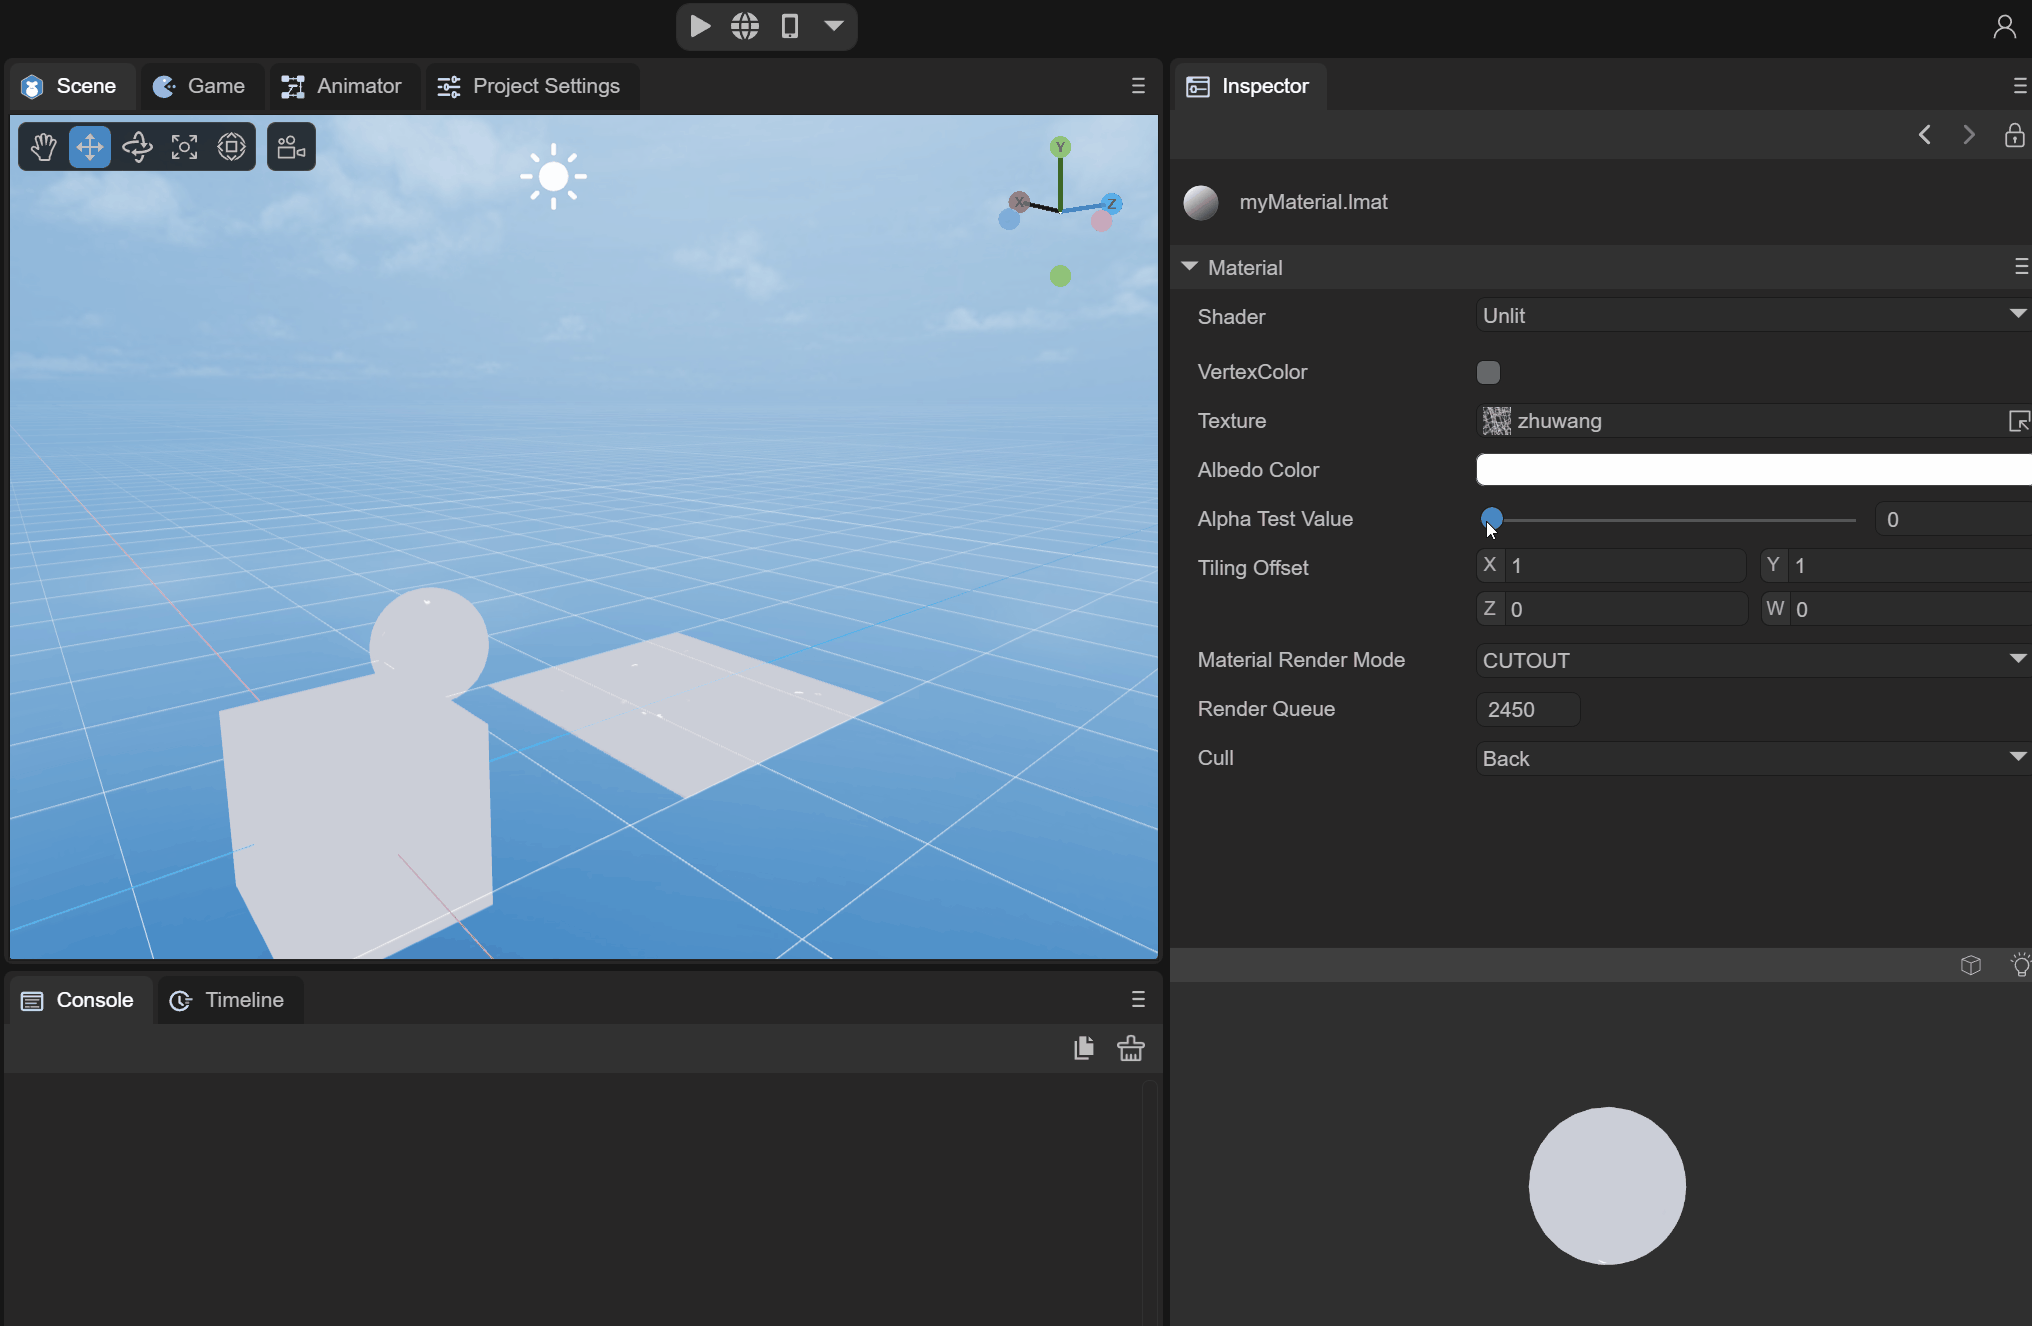 Scene
Game
Animator
Project Settings
Inspector
Y
X
Z
myMaterial.lmat
Material
Shader
Unlit
VertexColor
Texture
zhuwang
Albedo Color
Alpha Test Value
0
Tiling Offset
X 1
Y 1
Z 0
W 0
Material Render Mode
CUTOUT
Render Queue
2450
Cull
Back
Console
Timeline